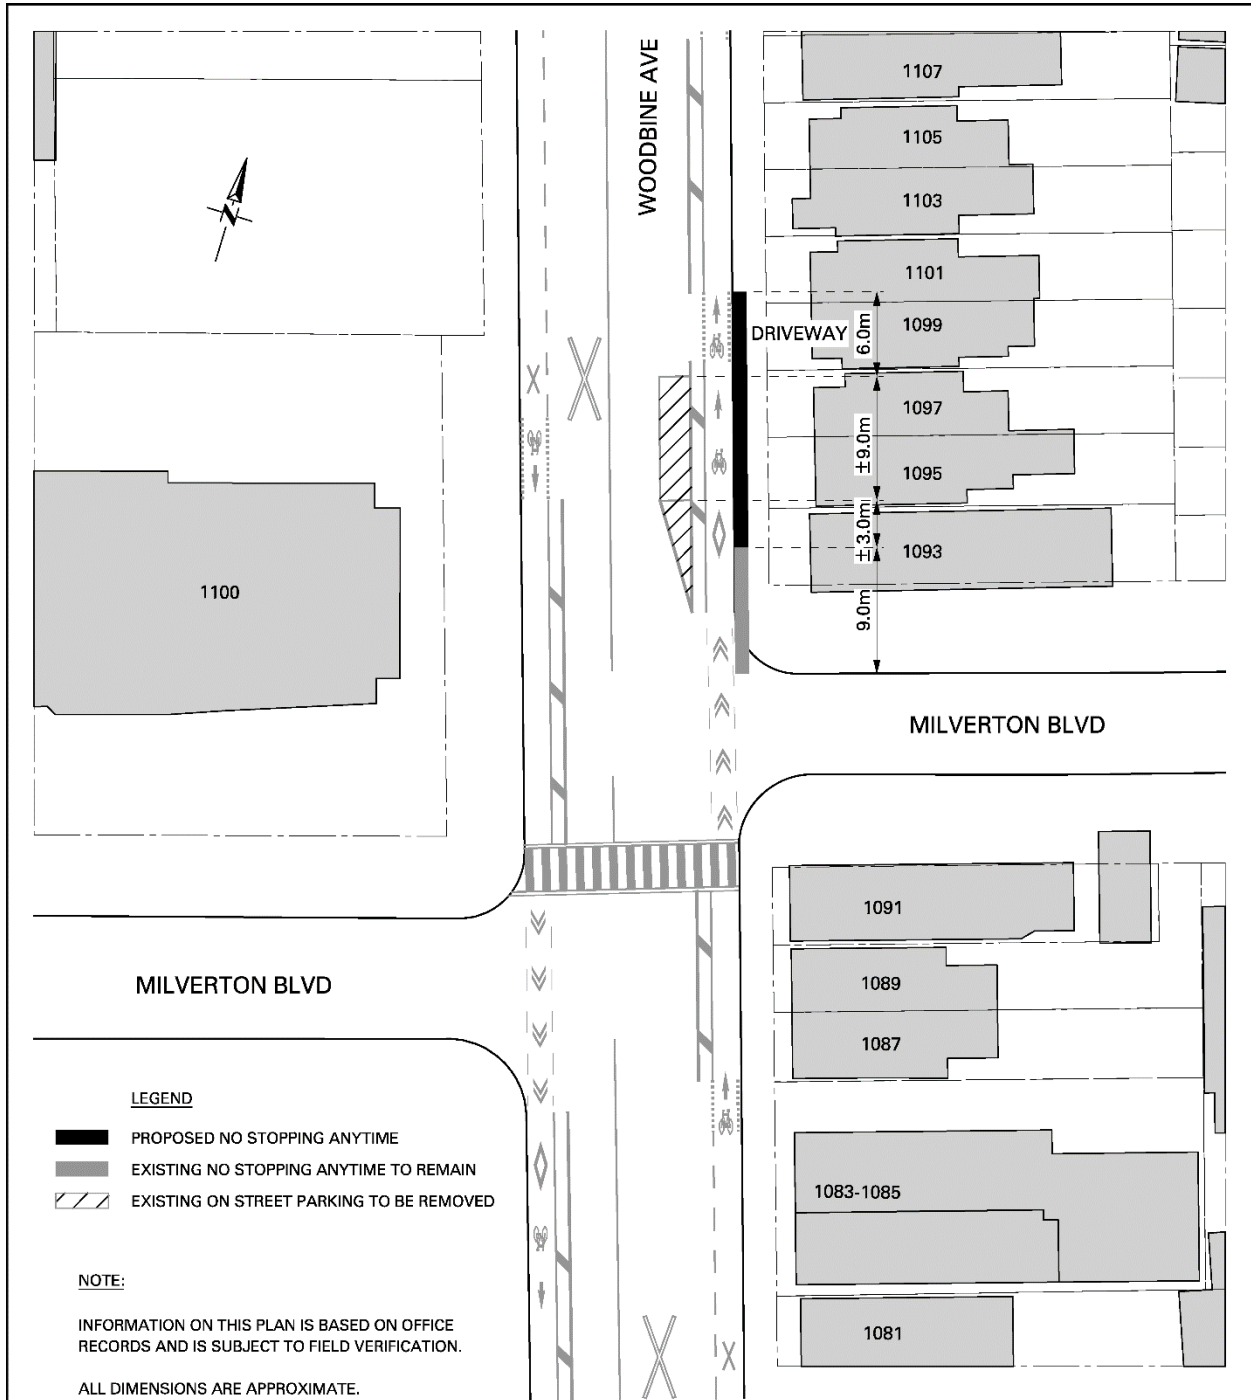 WOODBINE AVE
N
1107
1105
1103
1101
1099
DRIVEWAY
6.0m
1097
±9.0m
1095
±3.0m
1093
9.0m
1100
MILVERTON BLVD
1091
1089
1087
MILVERTON BLVD
1083-1085
1081
LEGEND
PROPOSED NO STOPPING ANYTIME
EXISTING NO STOPPING ANYTIME TO REMAIN
EXISTING ON STREET PARKING TO BE REMOVED
NOTE:
INFORMATION ON THIS PLAN IS BASED ON OFFICE
RECORDS AND IS SUBJECT TO FIELD VERIFICATION.
ALL DIMENSIONS ARE APPROXIMATE.